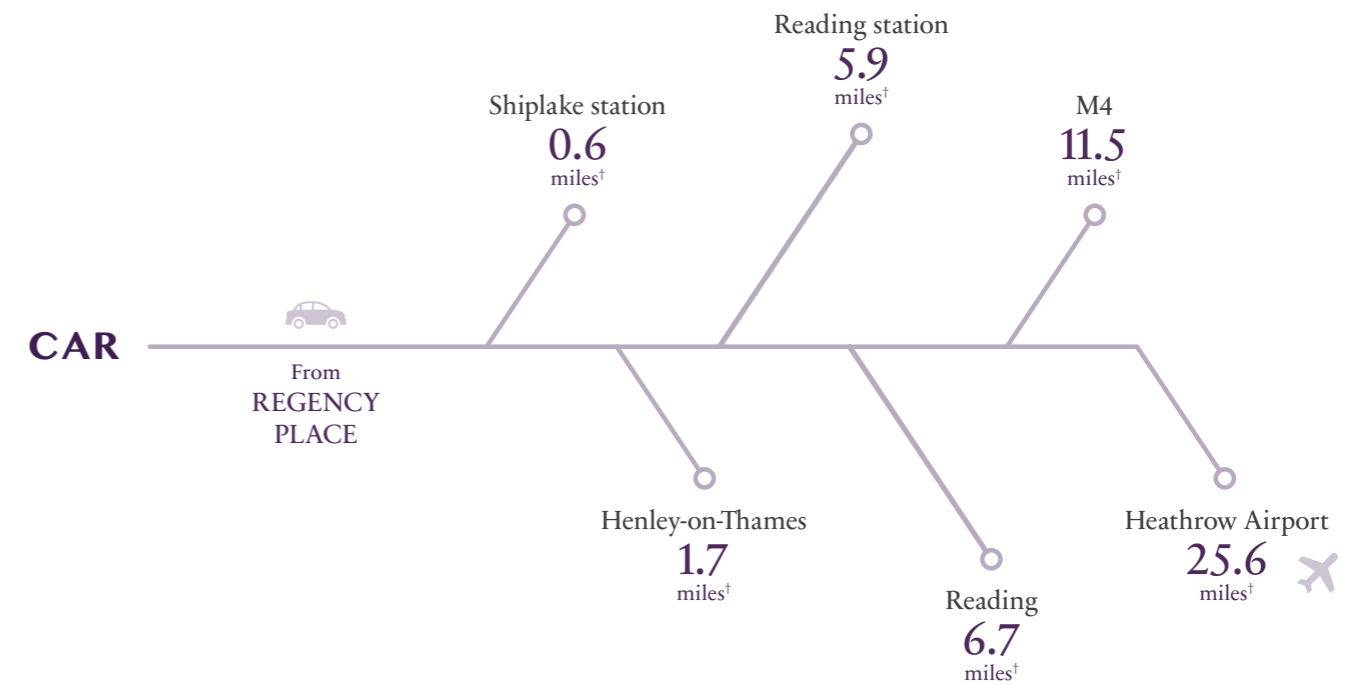 Reading station
5.9
miles†
Shiplake station
0.6
miles†
M4
11.5
miles†
CAR
From
REGENCY
PLACE
Henley-on-Thames
1.7
miles†
Heathrow Airport
25.6
miles†
Reading
6.7
miles†